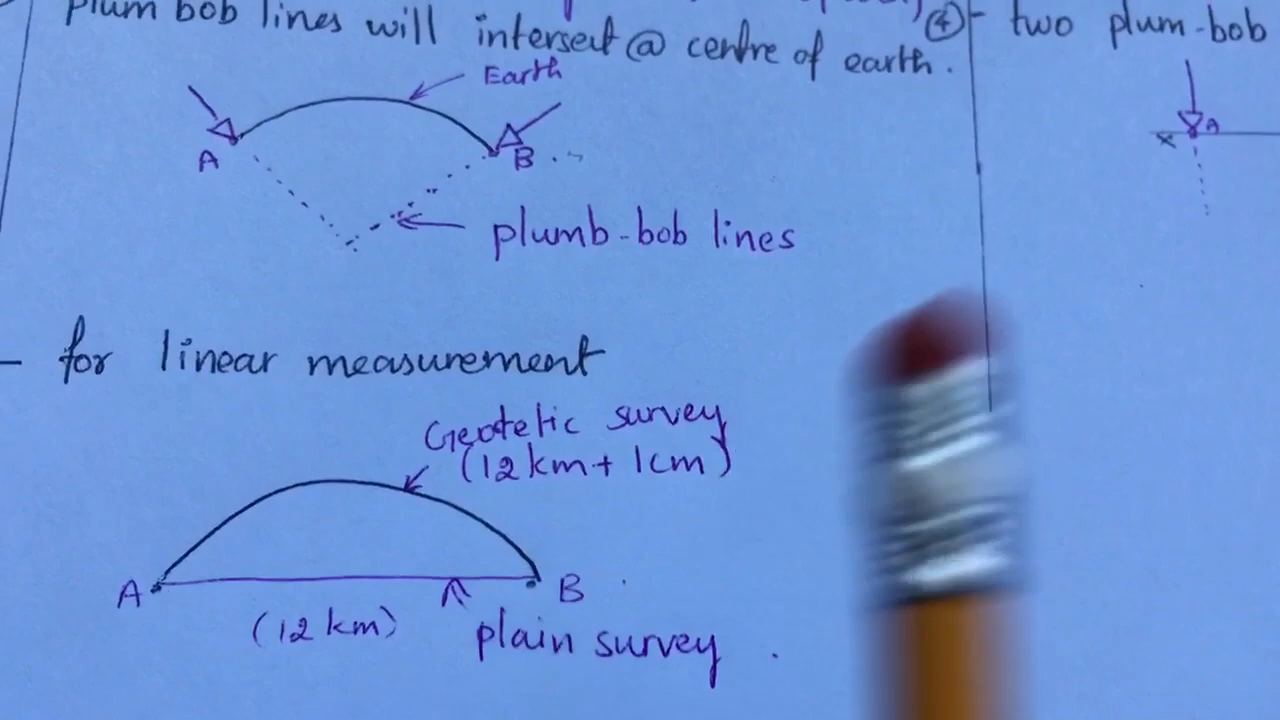 plum bob lines will intersect @ centre of earth.
Earth
A
B
plumb-bob lines
- for linear measurement
Geotetic survey
(12 km + 1cm)
A
B
(12 km)
plain survey.
④- two plum-bob
A
x